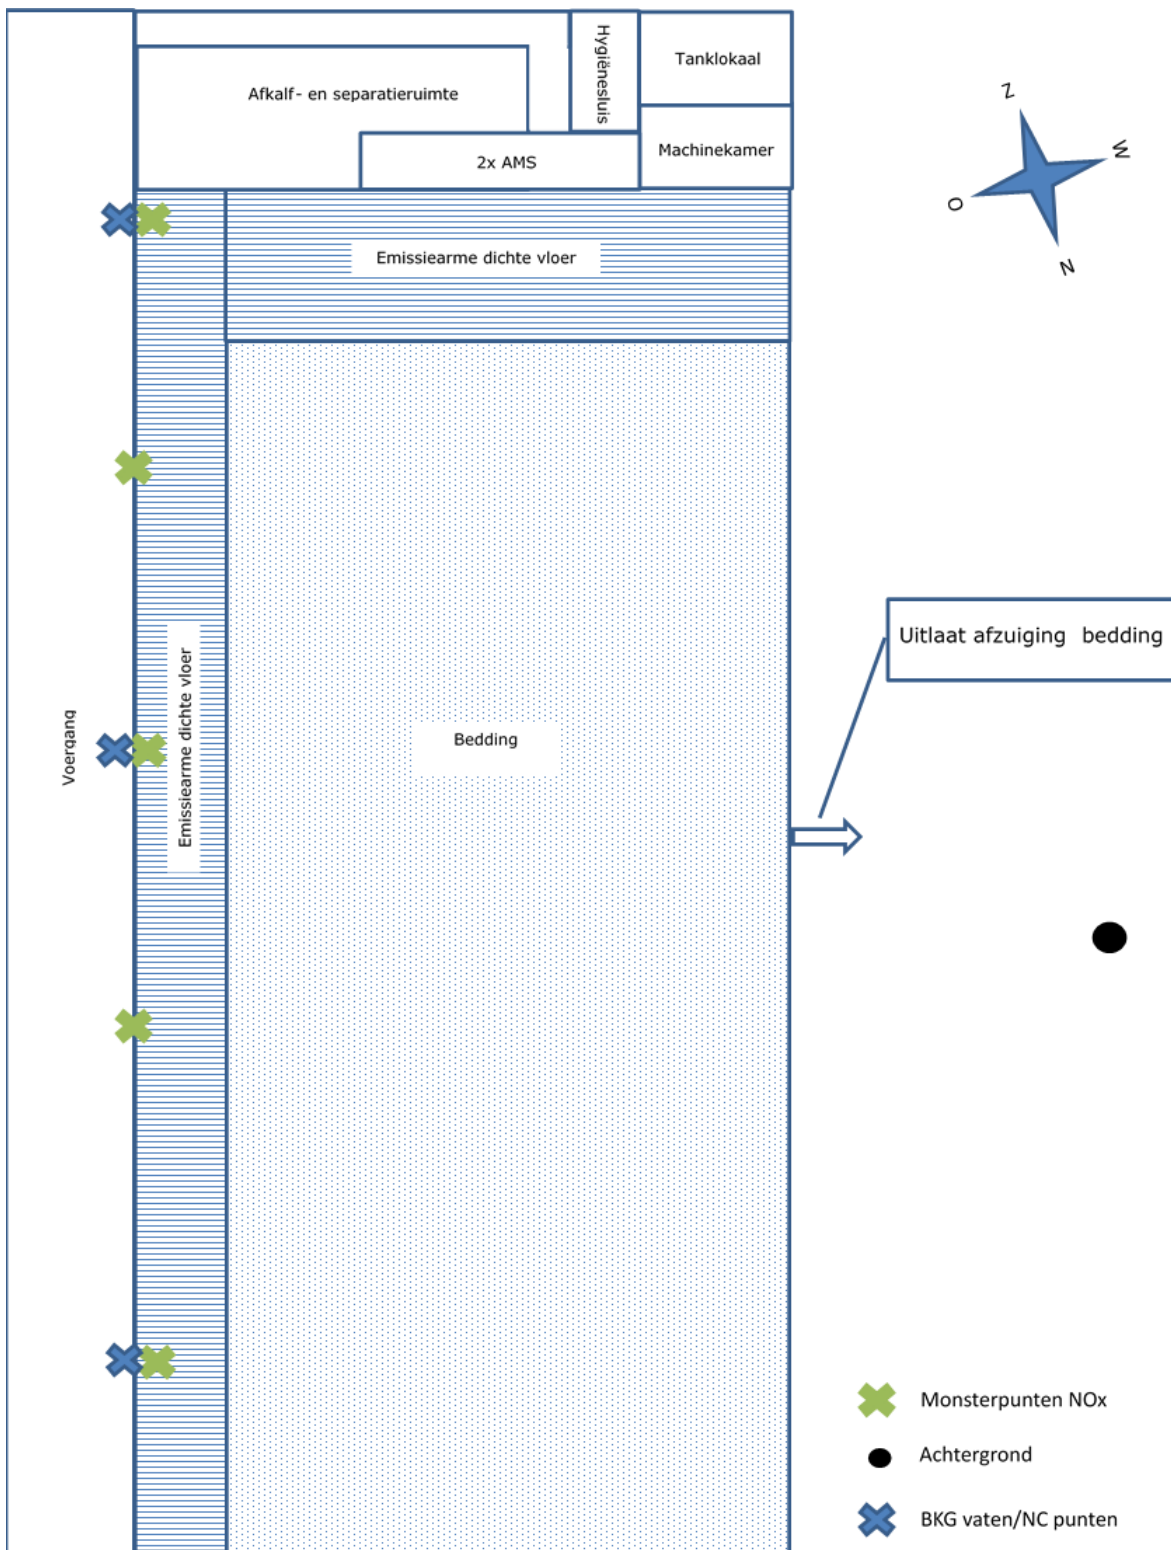 Hygiënesluis
Tanklokaal
Afkalf- en separatieruimte
Machinekamer
2x AMS
Z
W
O
N
Emissiearme dichte vloer
Uitlaat afzuiging bedding
Emissiearme dichte vloer
Voergang
Bedding
Monsterpunten NOx
Achtergrond
BKG vaten/NC punten